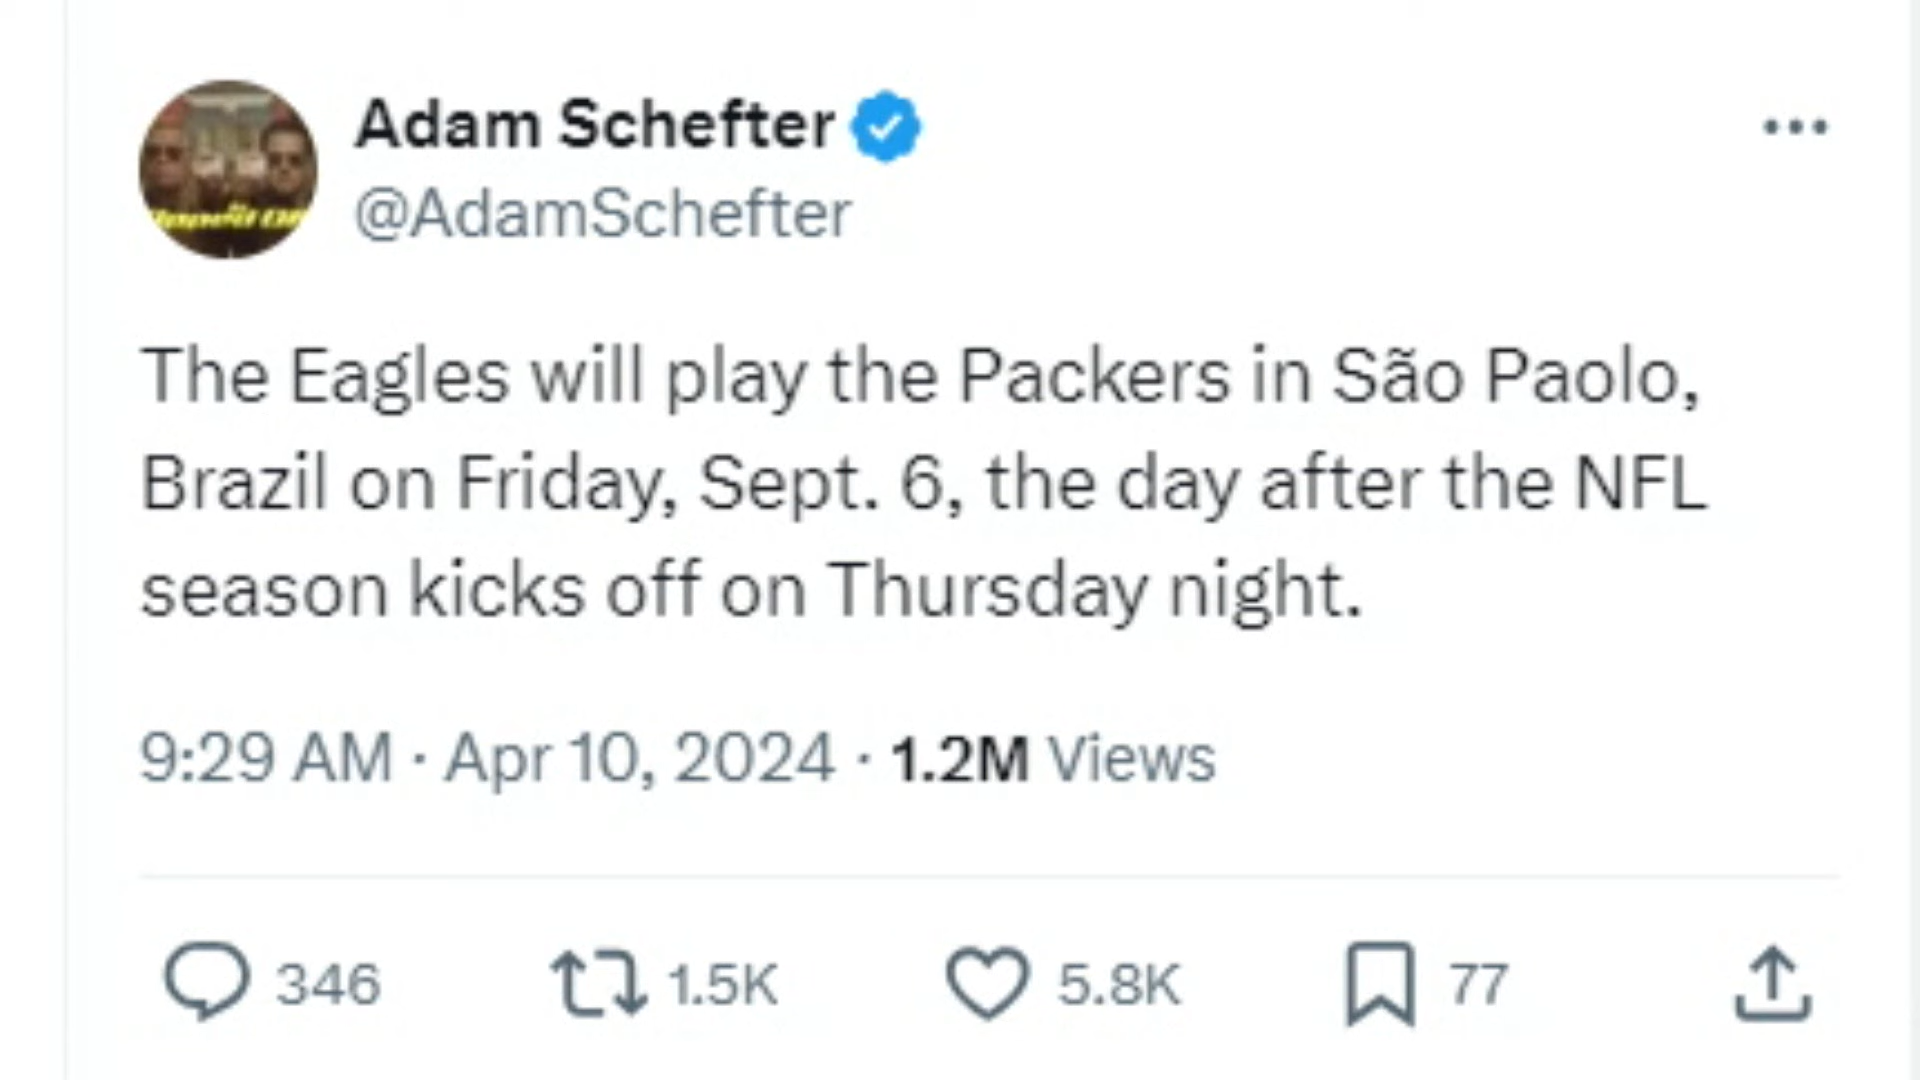 Adam Schefter
@AdamSchefter
The Eagles will play the Packers in São Paolo,
Brazil on Friday, Sept. 6, the day after the NFL
season kicks off on Thursday night.
9:29 AM · Apr 10, 2024 · 1.2M Views
346 1.5K 5.8K 77